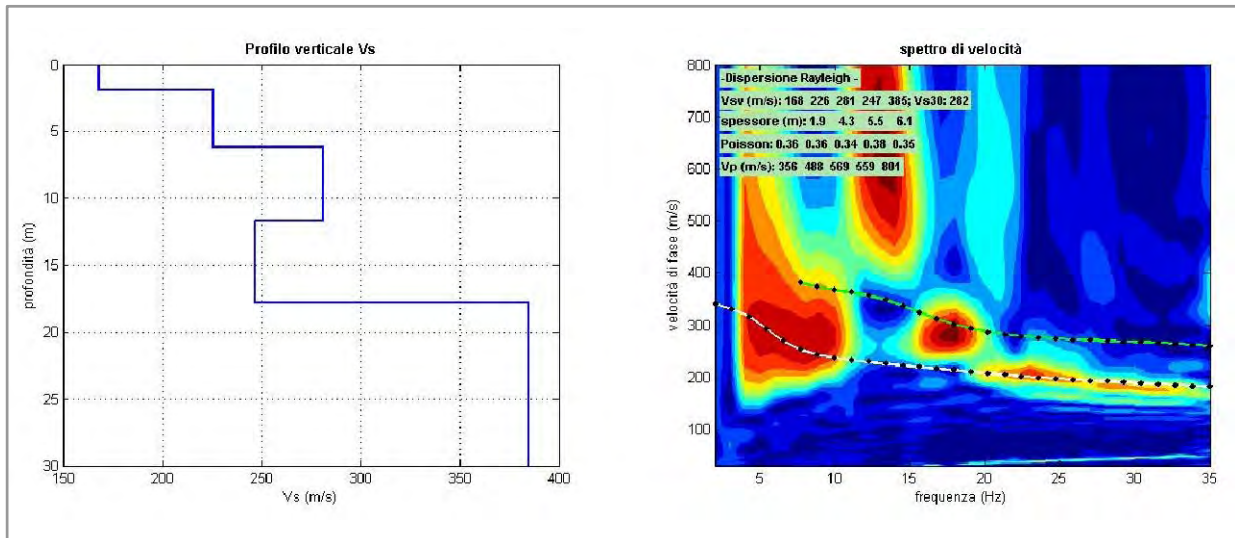 Profilo verticale Vs
0
5
10
15
20
25
30
profondità (m)
150 200 250 300 350 400
Vs (m/s)
spettro di velocità
-Dispersione Rayleigh -
Vsv (m/s): 168 226 281 247 385; Vs30: 282
spessore (m): 1.9 4.3 5.5 6.1
Poisson: 0.36 0.36 0.34 0.38 0.35
Vp (m/s): 356 488 569 559 801
800
700
600
500
400
300
200
100
velocità di fase (m/s)
5 10 15 20 25 30 35
frequenza (Hz)